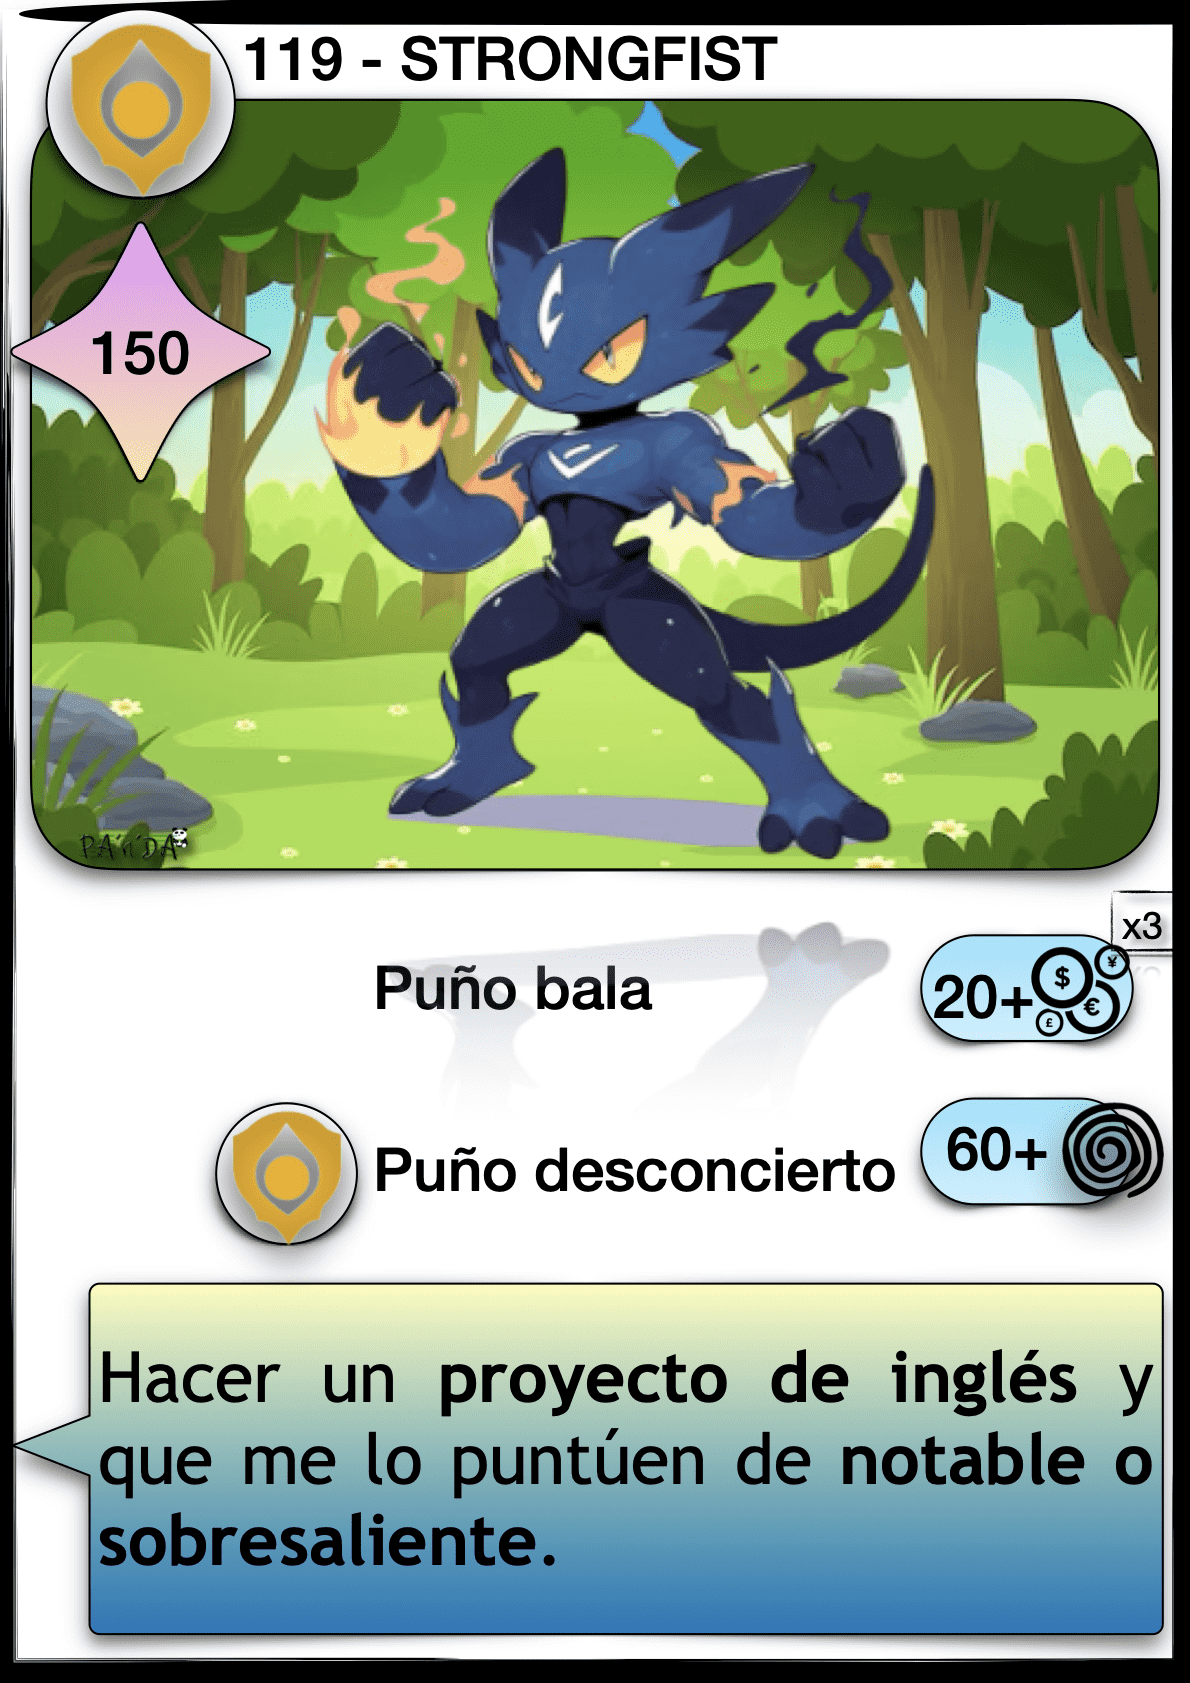 119 - STRONGFIST
150
PANDA
x3
Puño bala
20+
$
¥
€
£
Puño desconcierto
60+
Hacer un proyecto de inglés y
que me lo puntúen de notable o
sobresaliente.